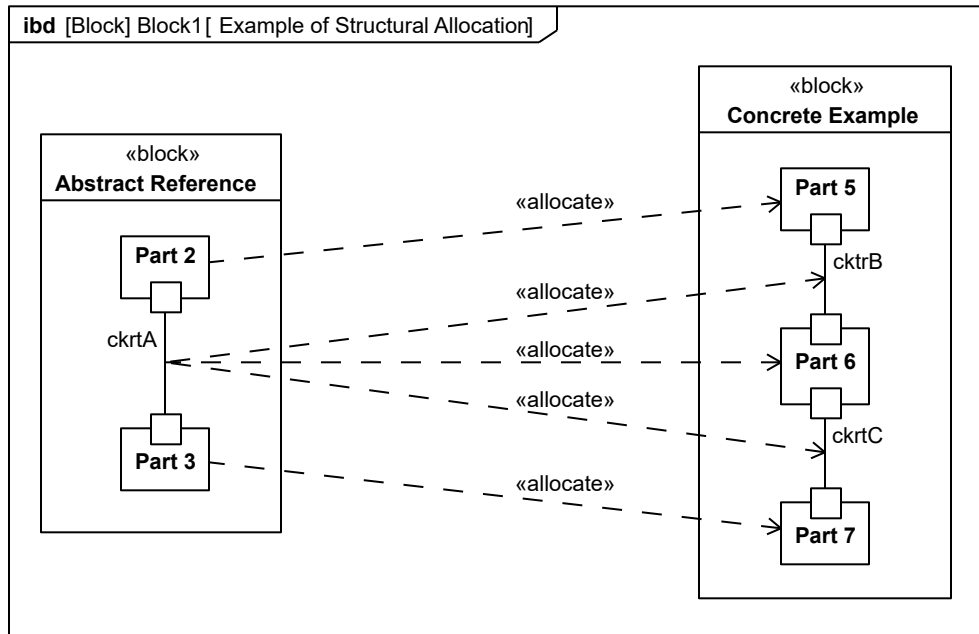 ibd [Block] Block1[ Example of Structural Allocation]
«block»
Concrete Example
«block»
Abstract Reference
Part 5
«allocate»
Part 2
cktrB
«allocate»
ckrtA
«allocate»
Part 6
«allocate»
ckrtC
Part 3
«allocate»
Part 7